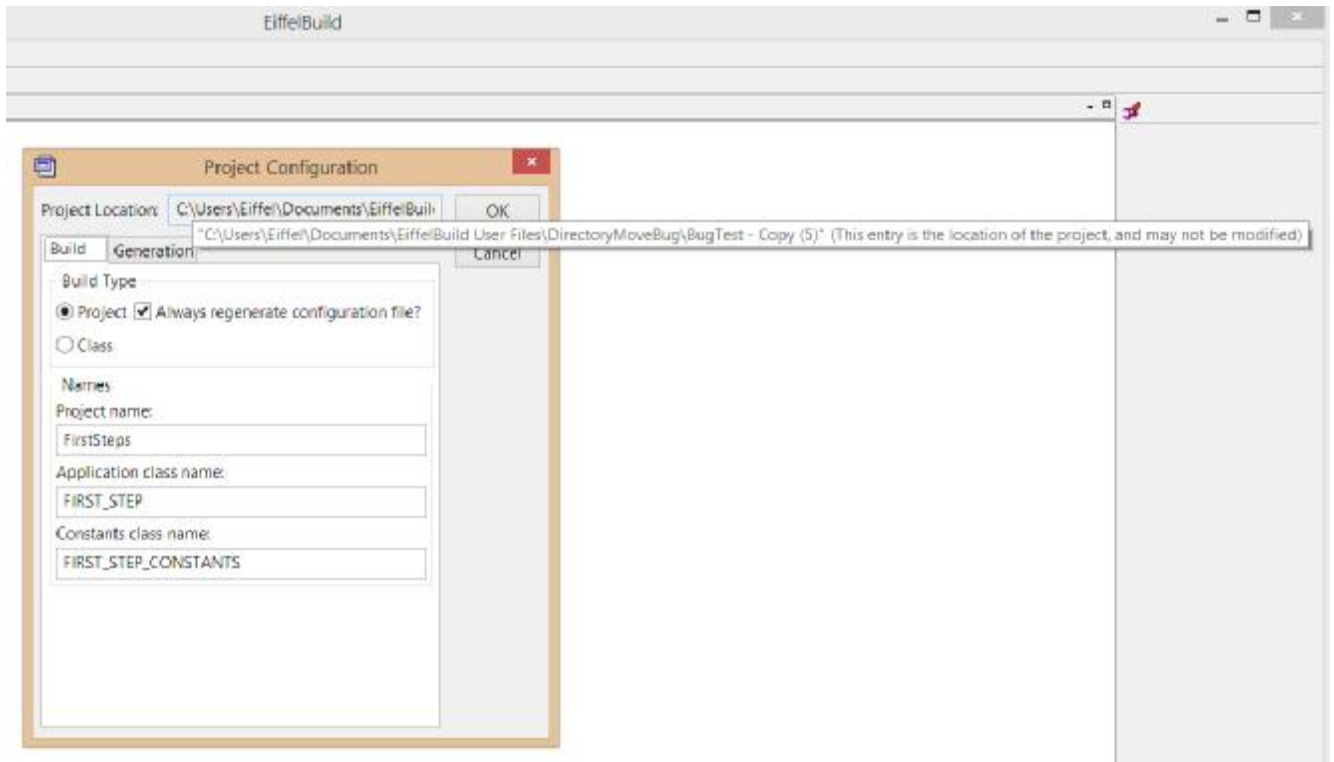 EiffelBuild
Project Configuration
Project Location: C:\Users\Eiffel\Documents\EiffelBuil
OK
"C:\Users\Eiffel\Documents\EiffelBuild User Files\DirectoryMoveBug\BugTest - Copy (5)" (This entry is the location of the project, and may not be modified)
Build Generation
Cancel
Build Type
Project Always regenerate configuration file?
Class
Names
Project name:
FirstSteps
Application class name:
FIRST_STEP
Constants class name:
FIRST_STEP_CONSTANTS